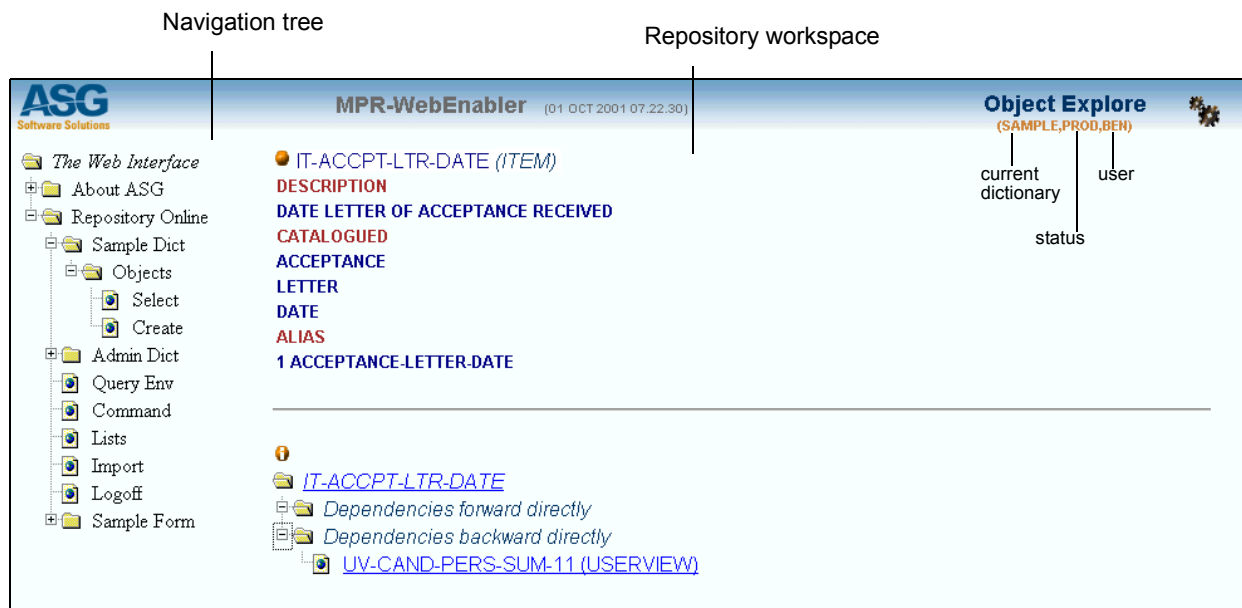 Navigation tree
Repository workspace
ASG
Software Solutions
MPR-WebEnabler (01 OCT 2001 07.22.30)
Object Explore
(SAMPLE,PROD,BEN)
current
dictionary
user
status
The Web Interface
About ASG
Repository Online
Sample Dict
Objects
Select
Create
Admin Dict
Query Env
Command
Lists
Import
Logoff
Sample Form
IT-ACCPT-LTR-DATE (ITEM)
DESCRIPTION
DATE LETTER OF ACCEPTANCE RECEIVED
CATALOGUED
ACCEPTANCE
LETTER
DATE
ALIAS
1 ACCEPTANCE-LETTER-DATE
IT-ACCPT-LTR-DATE
Dependencies forward directly
Dependencies backward directly
UV-CAND-PERS-SUM-11 (USERVIEW)